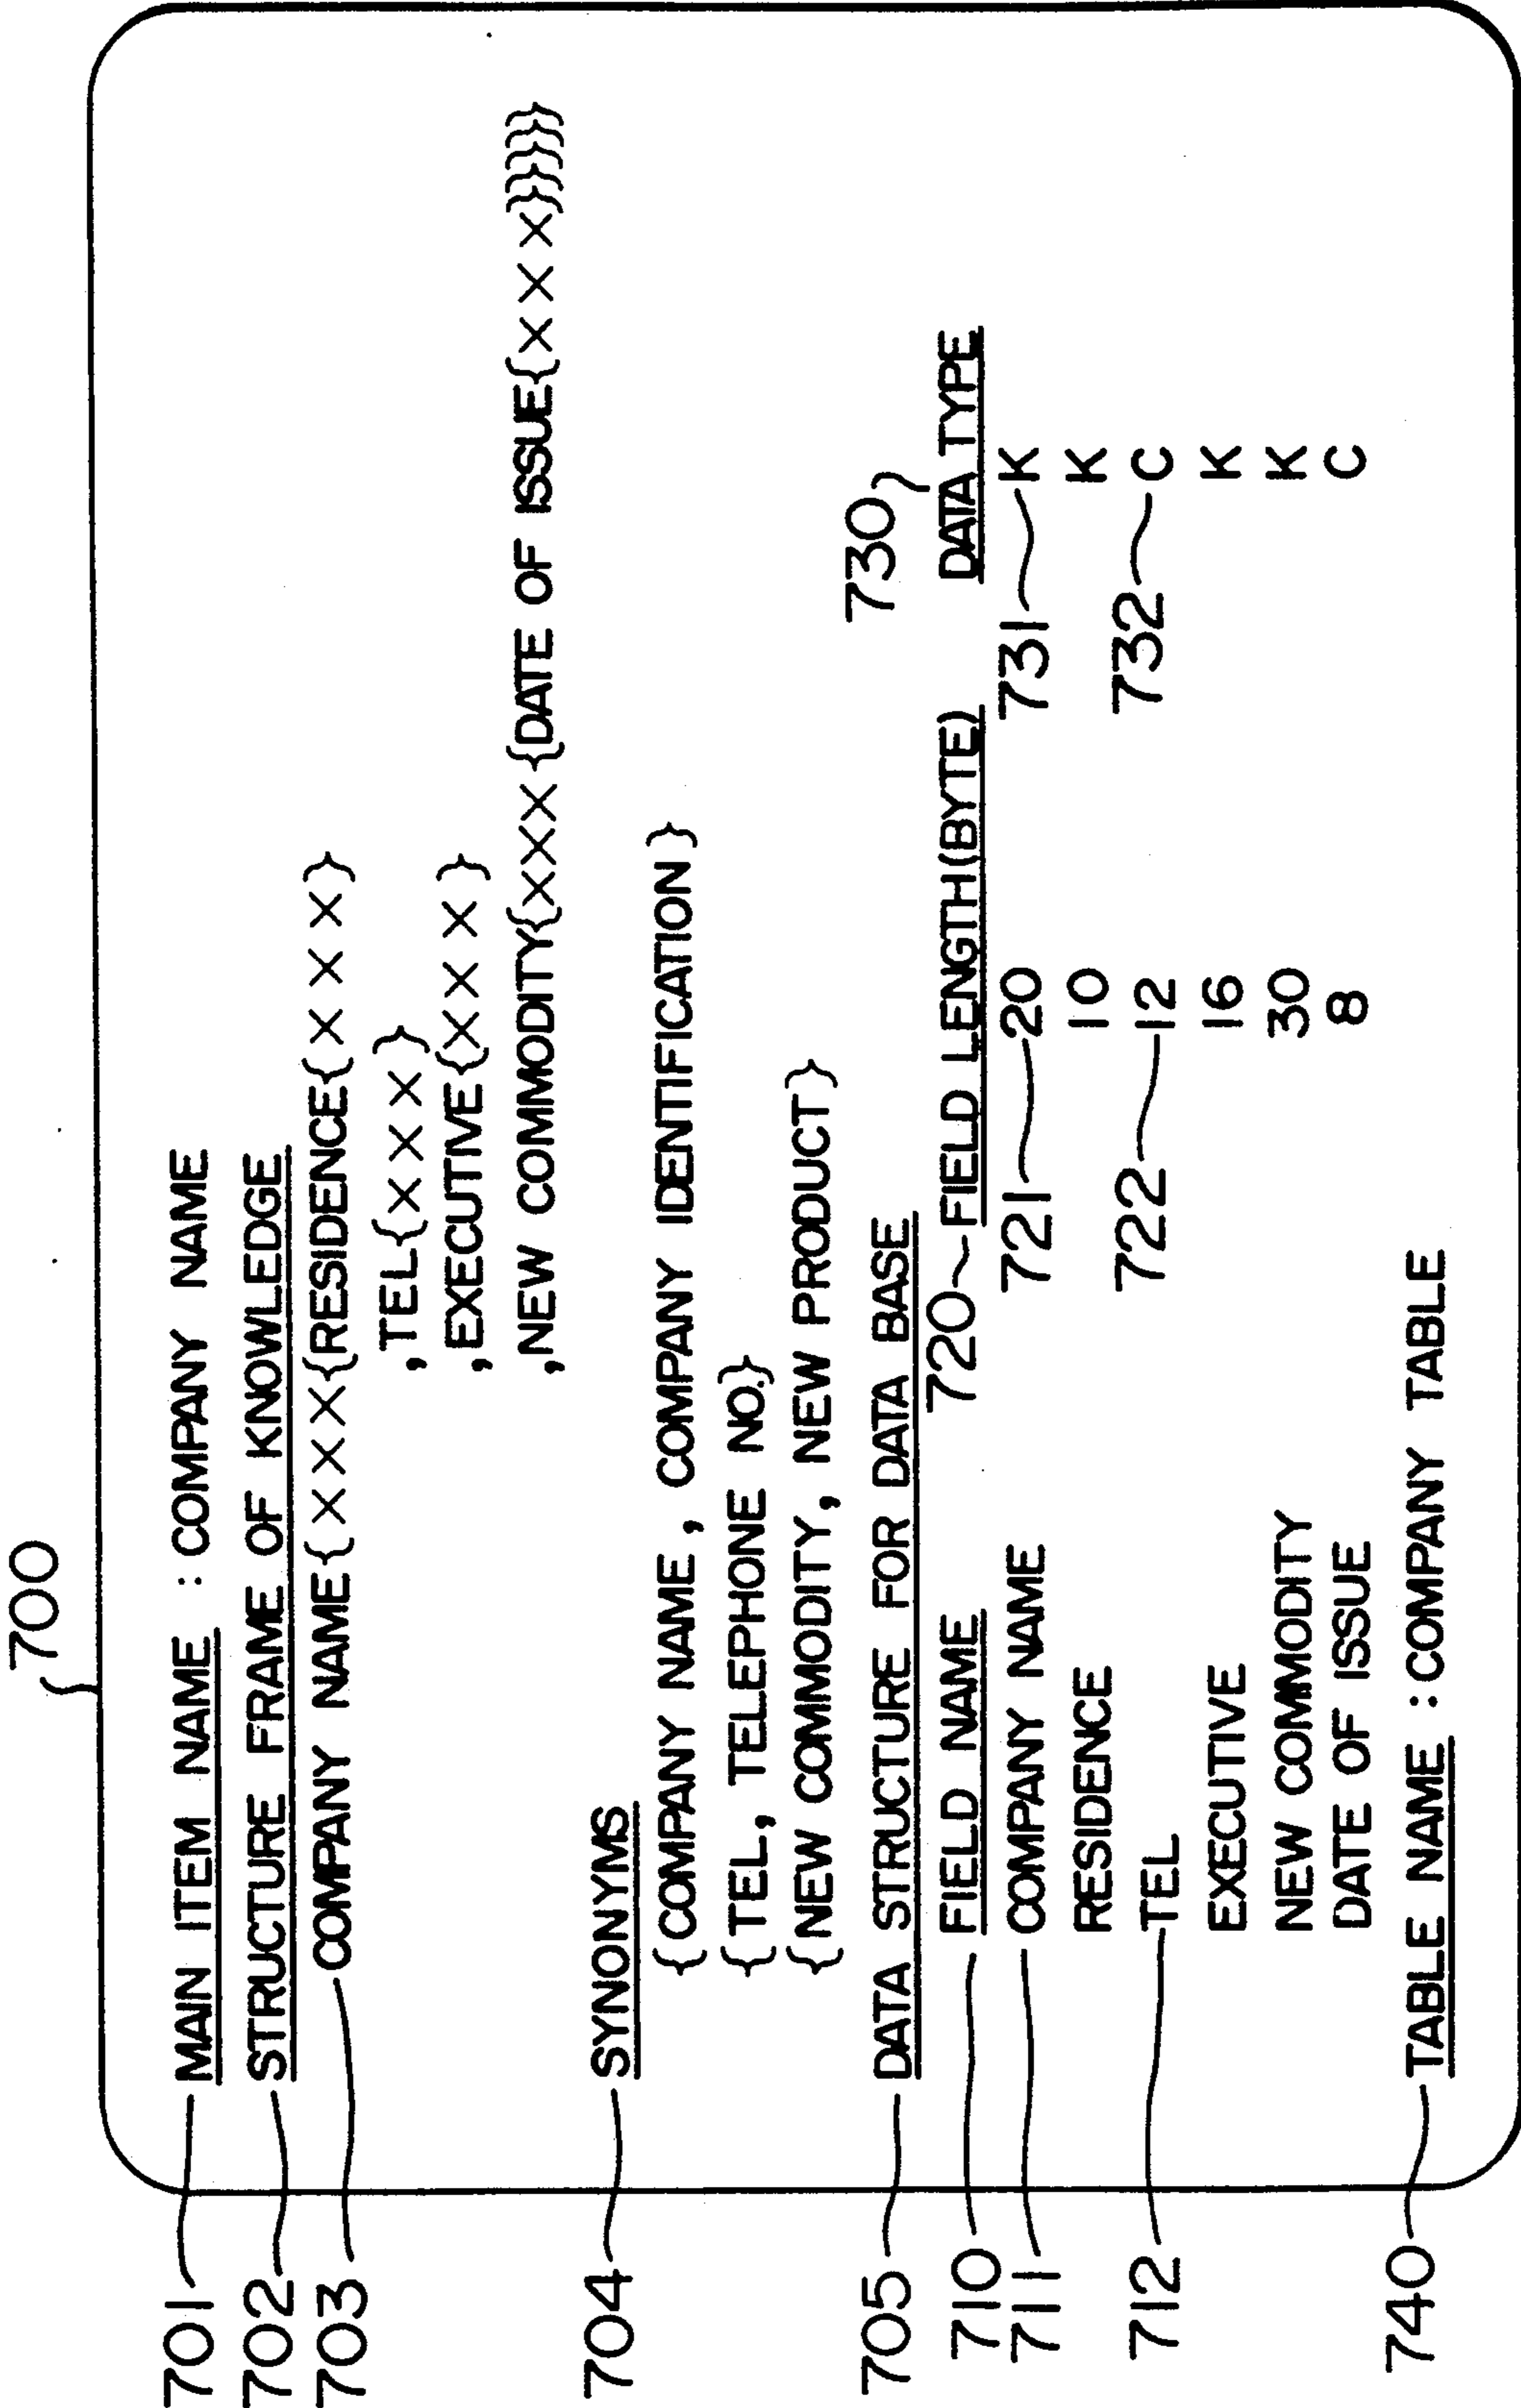 700
701 MAIN ITEM NAME : COMPANY NAME
702 STRUCTURE FRAME OF KNOWLEDGE
703 COMPANY NAME{×××{RESIDENCE{×××}
,TEL{×××}
,EXECUTIVE{×××}
,NEW COMMODITY{×××{DATE OF ISSUE{×××}}}}}
704 SYNONYMS
{COMPANY NAME, COMPANY IDENTIFICATION}
{TEL, TELEPHONE NO.}
{NEW COMMODITY, NEW PRODUCT}
705 DATA STRUCTURE FOR DATA BASE
730
710 FIELD NAME 720 FIELD LENGTH(BYTE) DATA TYPE
711 COMPANY NAME 721 20 731 K
RESIDENCE 10 K
712 TEL 722 12 732 C
EXECUTIVE 16 K
NEW COMMODITY 30 K
DATE OF ISSUE 8 C
740 TABLE NAME : COMPANY TABLE